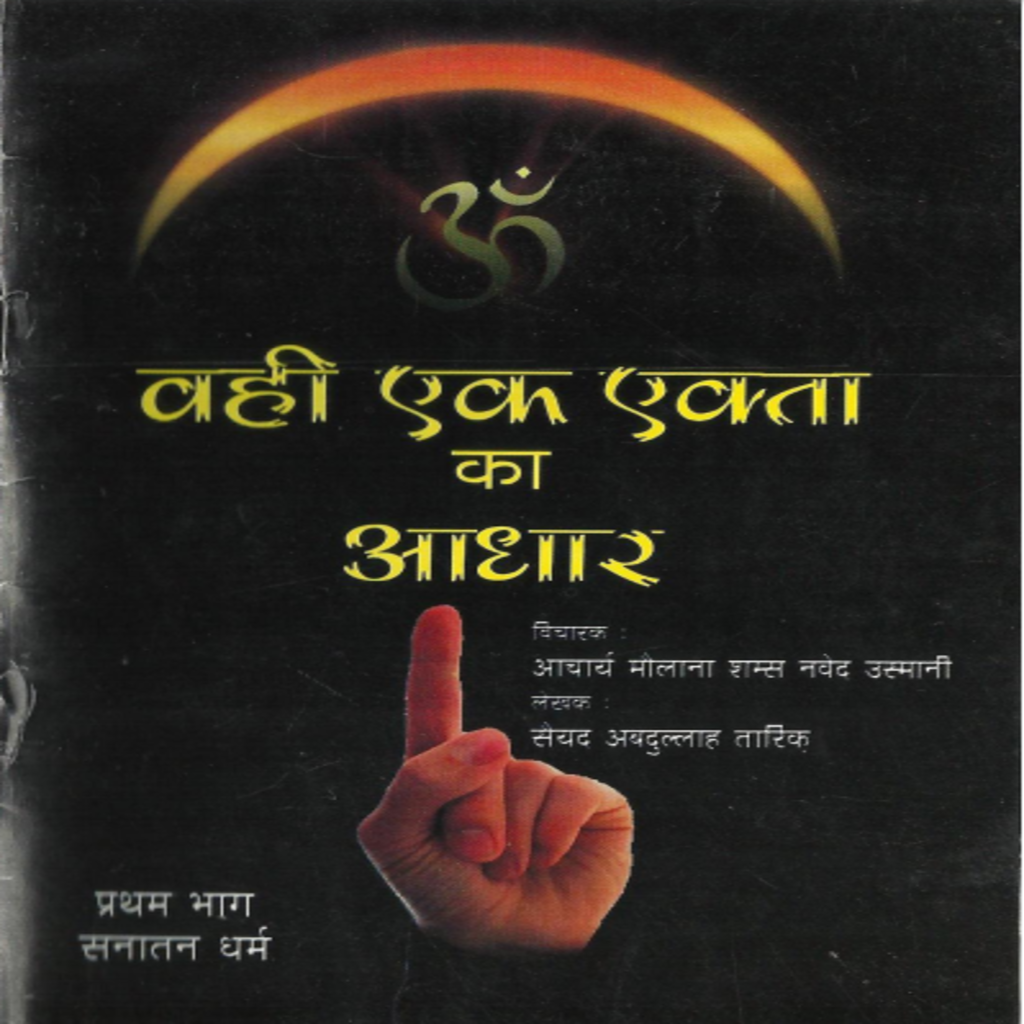 ॐ
वही एक एकता
का
आधार
विचारक :
आचार्य मौलाना शम्स नवेद उस्मानी
लेखक :
सैयद अबदुल्लाह तारिक़
प्रथम भाग
सनातन धर्म